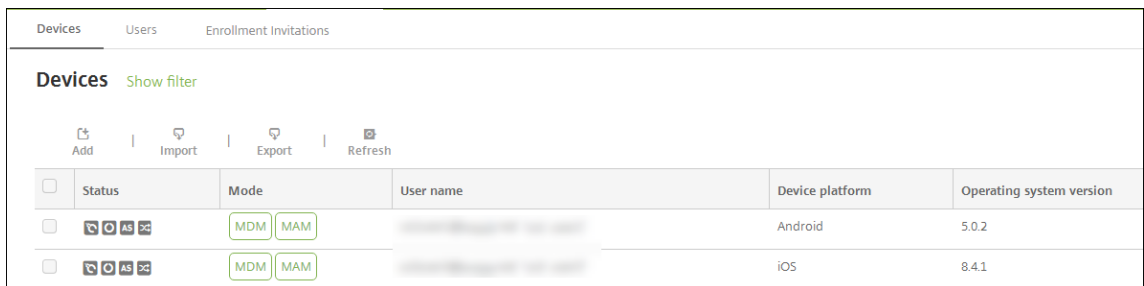 Devices Users Enrollment Invitations
Devices Show filter
Add | Import | Export | Refresh
Status Mode User name Device platform Operating system version
AS MDM MAM Android 5.0.2
AS MDM MAM iOS 8.4.1